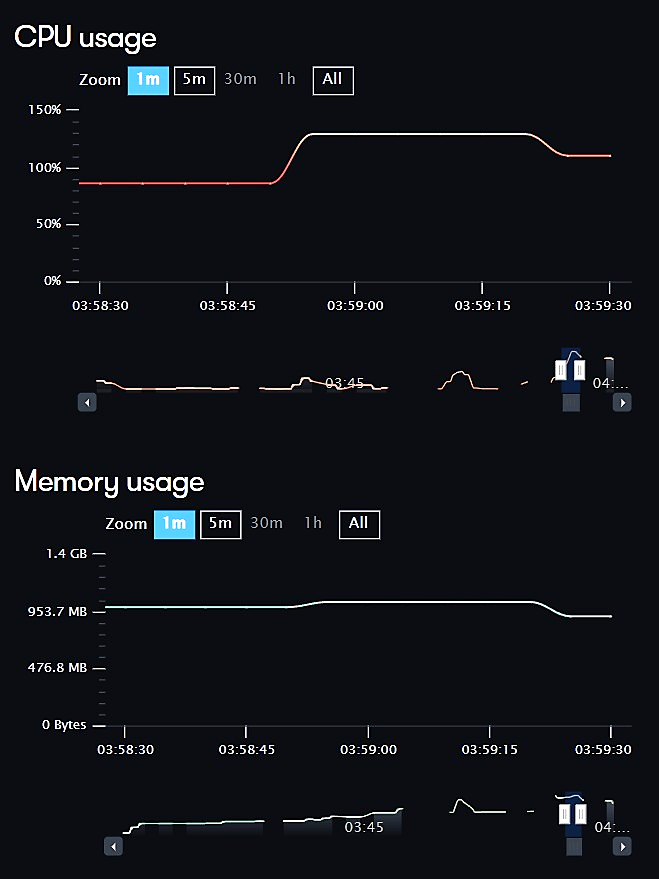 CPU usage
Zoom 1m 5m 30m 1h All
150%
100%
50%
0%
03:58:30 03:58:45 03:59:00 03:59:15 03:59:30
03:45 04:...
Memory usage
Zoom 1m 5m 30m 1h All
1.4 GB
953.7 MB
476.8 MB
0 Bytes
03:58:30 03:58:45 03:59:00 03:59:15 03:59:30
03:45 04:...